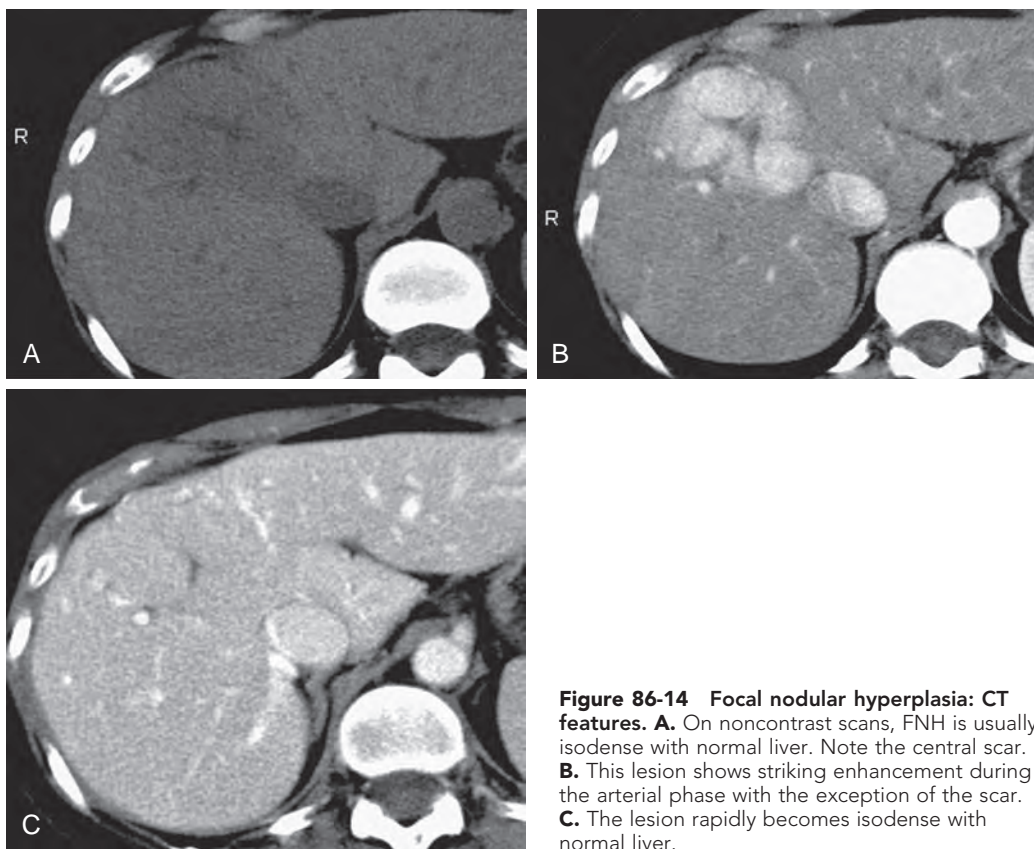 R
A
R
B
C
Figure 86-14 Focal nodular hyperplasia: CT
features. A. On noncontrast scans, FNH is usually
isodense with normal liver. Note the central scar.
B. This lesion shows striking enhancement during
the arterial phase with the exception of the scar.
C. The lesion rapidly becomes isodense with
normal liver.